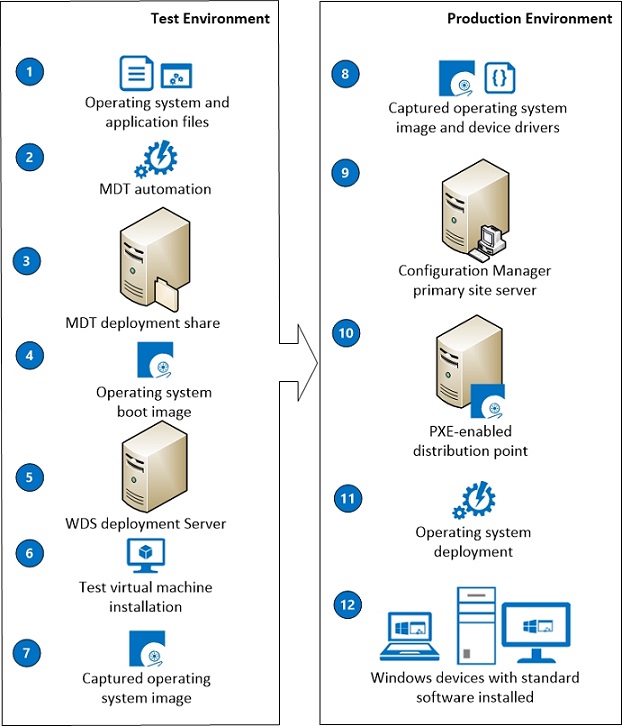 Test Environment
1
Operating system and
application files
2
MDT automation
3
MDT deployment share
4
Operating system
boot image
5
WDS deployment Server
6
Test virtual machine
installation
7
Captured operating
system image
Production Environment
8
Captured operating system
image and device drivers
9
Configuration Manager
primary site server
10
PXE-enabled
distribution point
11
Operating system
deployment
12
Windows devices with standard
software installed